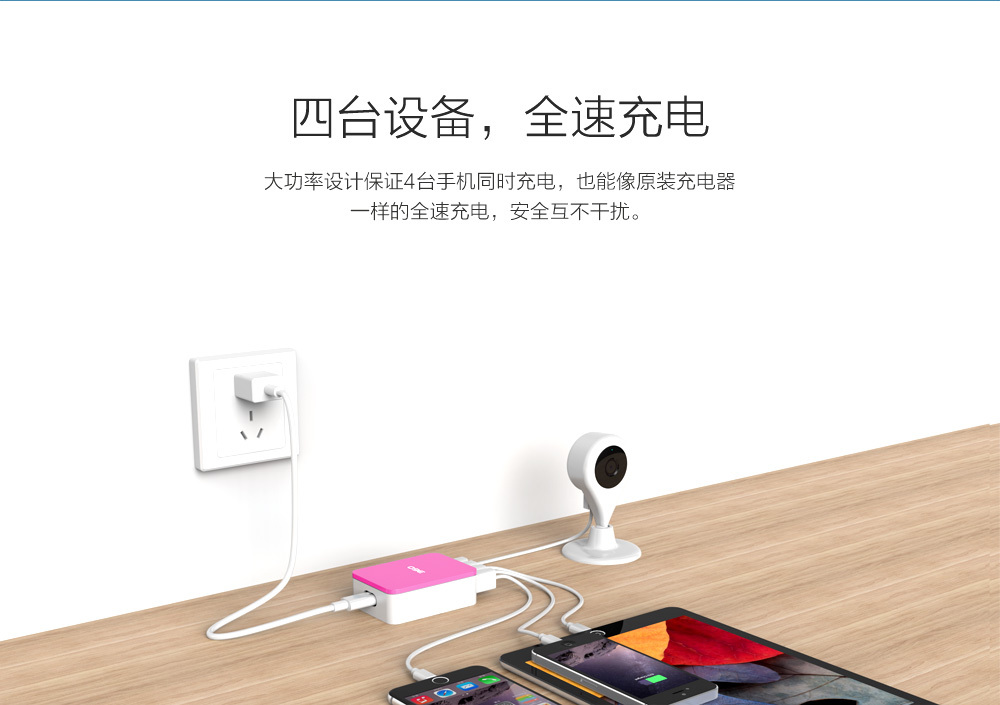 四台设备，全速充电
大功率设计保证4台手机同时充电，也能像原装充电器
一样的全速充电，安全互不干扰。